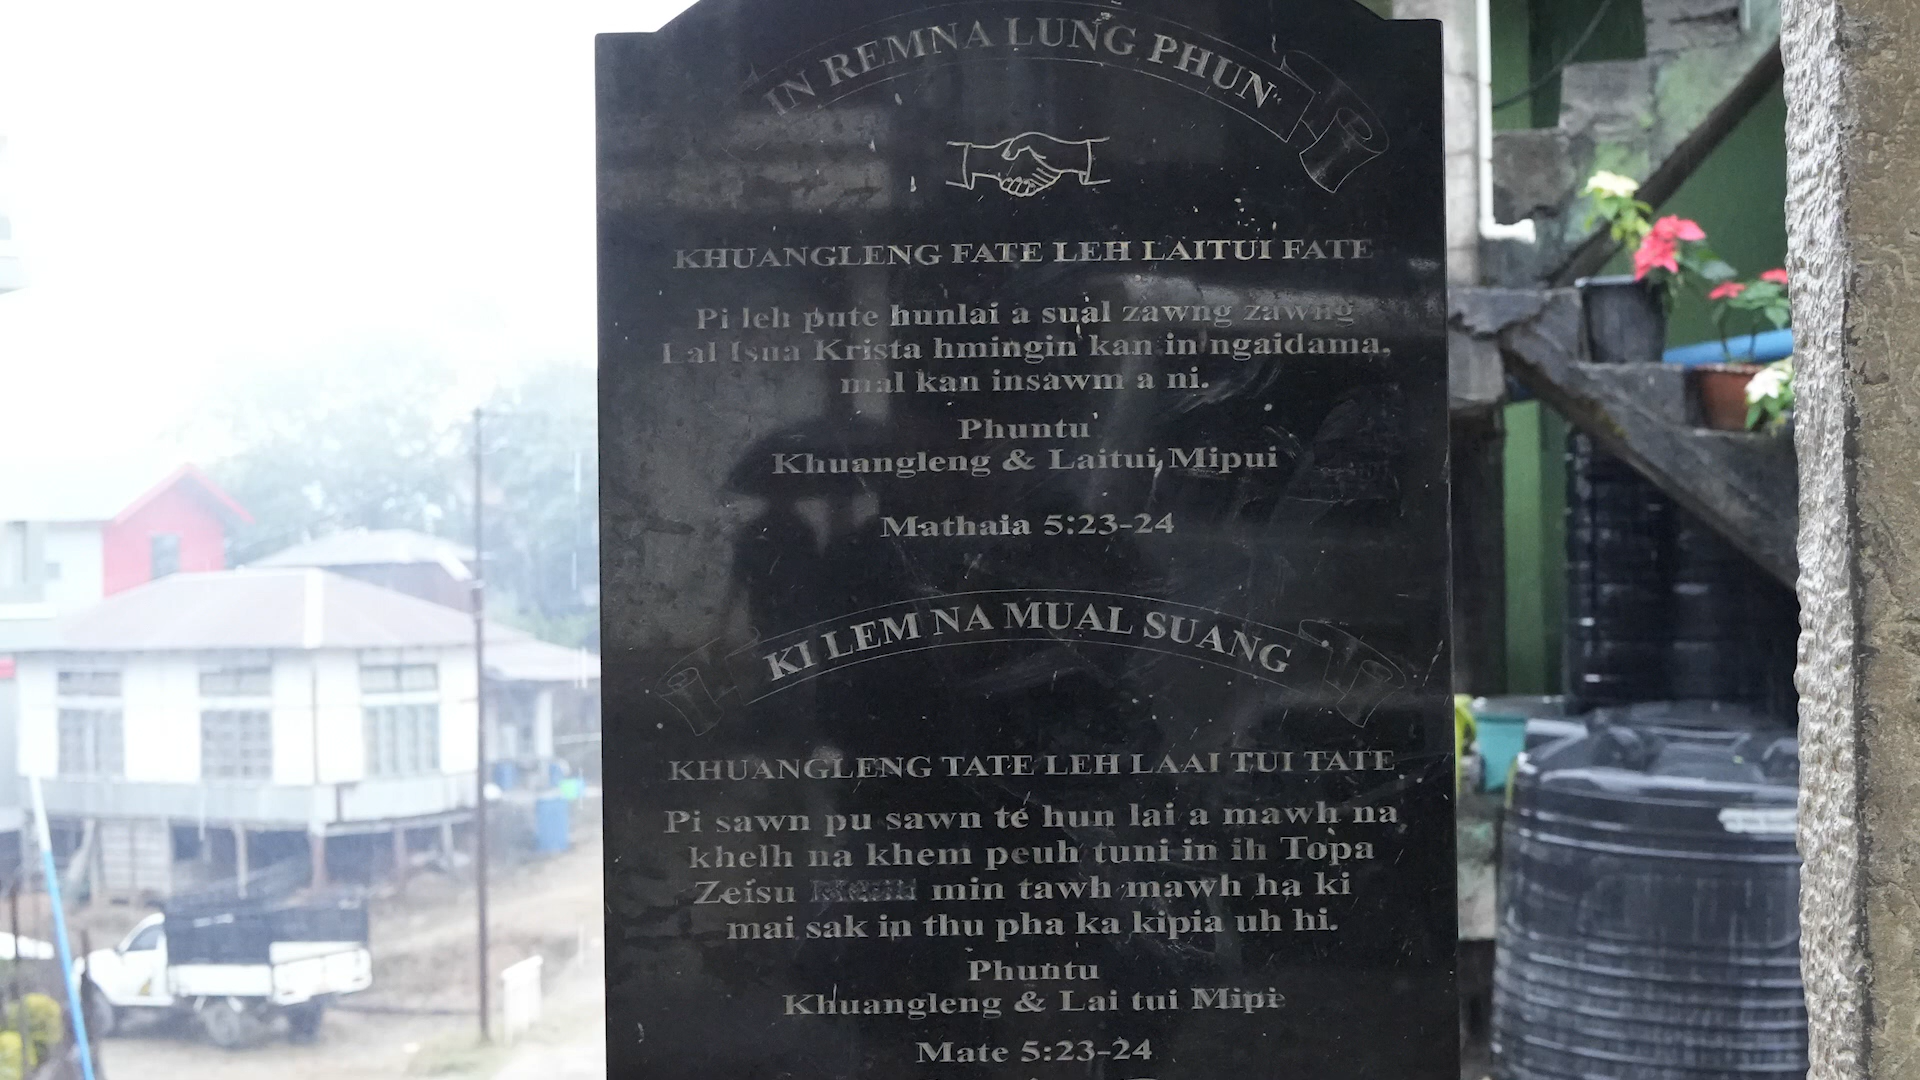 IN REMNA LUNG PHUN
KHUANGLENG FATE LEH LAITUI FATE
Pi leh pute hunlai a sual zawng zawng
Lal Isua Krista hmingin kan in ngaidama,
mal kan insawm a ni.
Phuntu
Khuangleng & Laitui Mipui
Mathaia 5:23-24
KI LEM NA MUAL SUANG
KHUANGLENG TATE LEH LAAI TUI TATE
Pi sawn pu sawn te hun lai a mawh na
khelh na khem peuh tuni in ih Topa
Zeisu min tawh mawh ha ki
mai sak in thu pha ka kipia uh hi.
Phuntu
Khuangleng & Lai tui Mipi
Mate 5:23-24